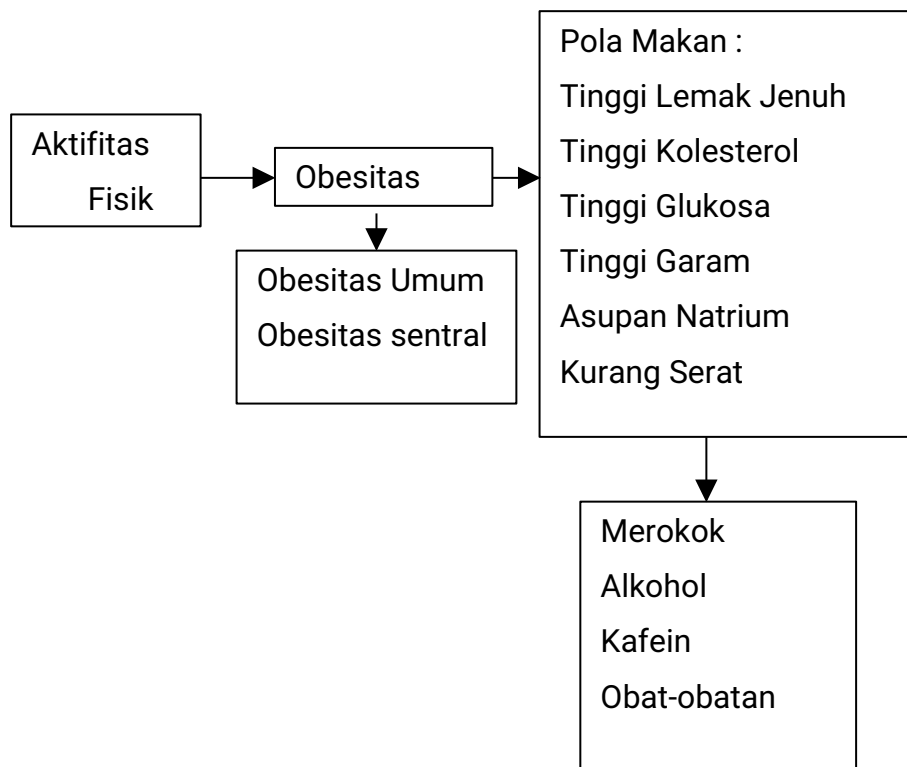 Aktifitas
Fisik
Obesitas
Obesitas Umum
Obesitas sentral
Pola Makan :
Tinggi Lemak Jenuh
Tinggi Kolesterol
Tinggi Glukosa
Tinggi Garam
Asupan Natrium
Kurang Serat
Merokok
Alkohol
Kafein
Obat-obatan